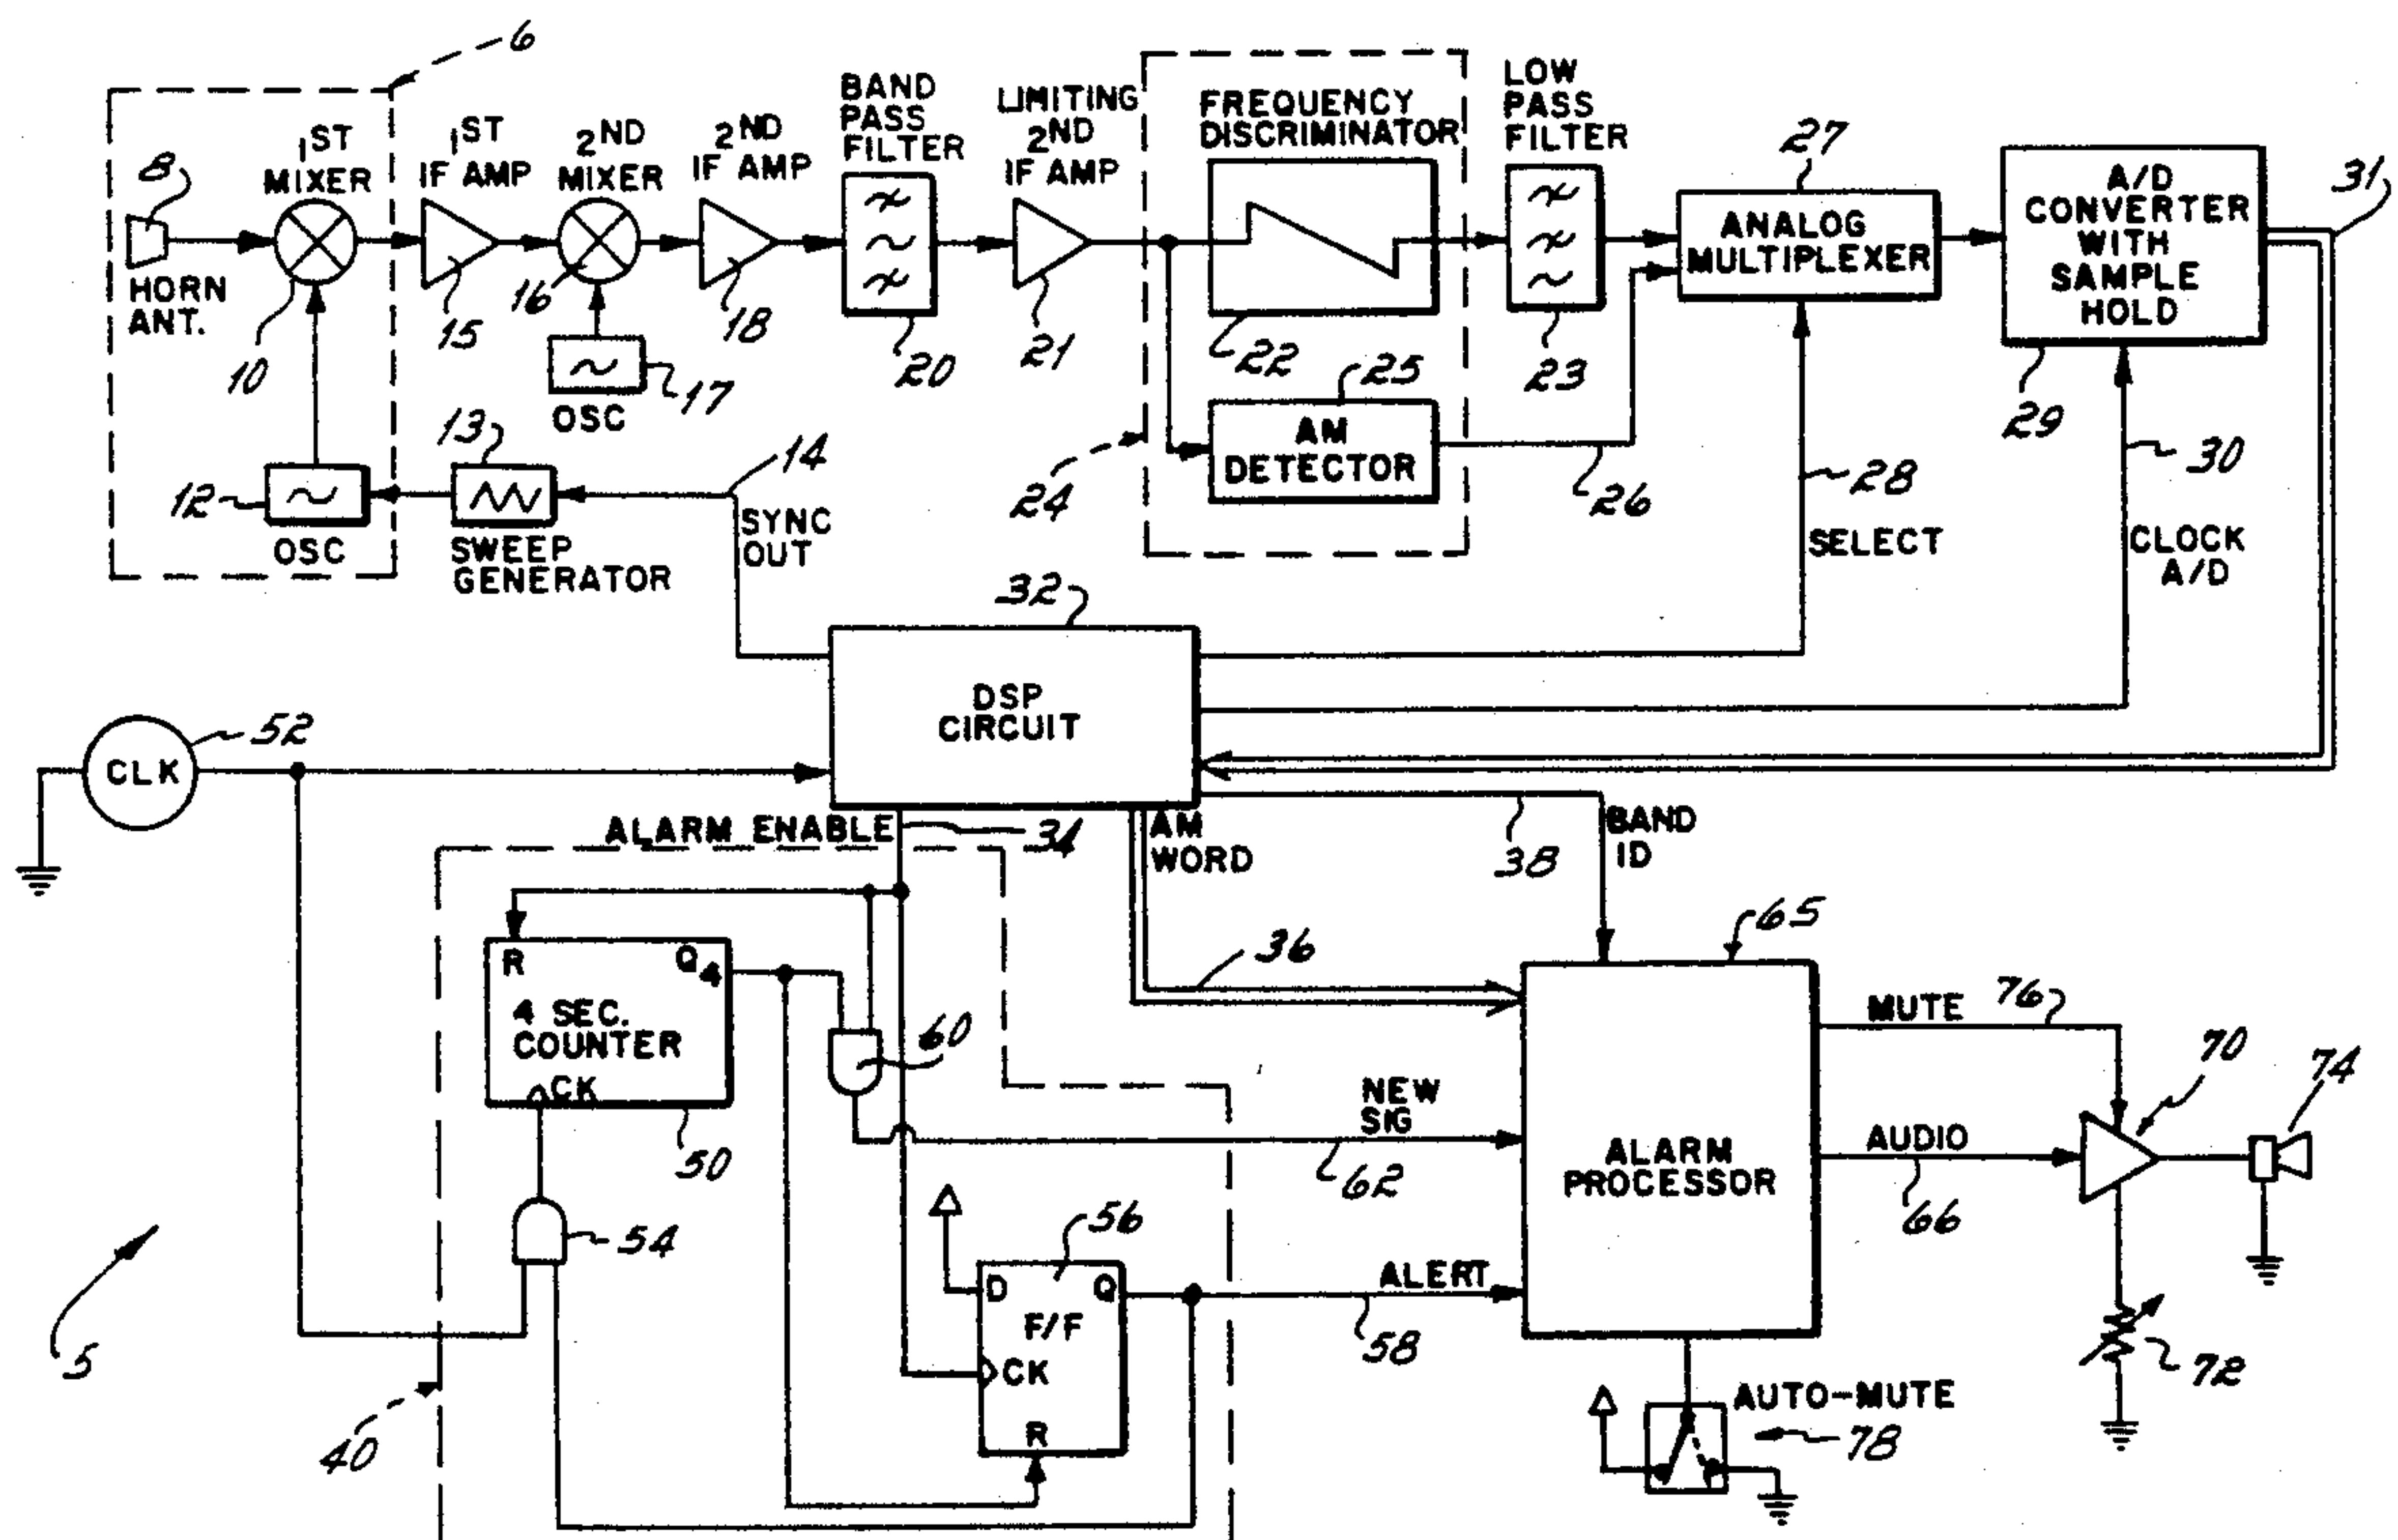 6
8
HORN
ANT.
1ST
MIXER
10
12
OSC
13
SWEEP
GENERATOR
14
SYNC
OUT
1ST
IF AMP
15
2ND
MIXER
16
OSC
17
2ND
IF AMP
18
BAND
PASS
FILTER
20
LIMITING
2ND
IF AMP
21
FREQUENCY
DISCRIMINATOR
22
24
25
AM
DETECTOR
26
LOW
PASS
FILTER
23
27
ANALOG
MULTIPLEXER
28
SELECT
A/D
CONVERTER
WITH
SAMPLE
HOLD
29
30
CLOCK
A/D
31
32
DSP
CIRCUIT
CLK
52
ALARM ENABLE
34
AM
WORD
36
38
BAND
ID
R
Q4
4 SEC.
COUNTER
CK
50
54
60
NEW
SIG
62
56
D
Q
F/F
CK
R
ALERT
58
65
ALARM
PROCESSOR
MUTE
76
AUDIO
66
70
74
72
AUTO-MUTE
78
5
40